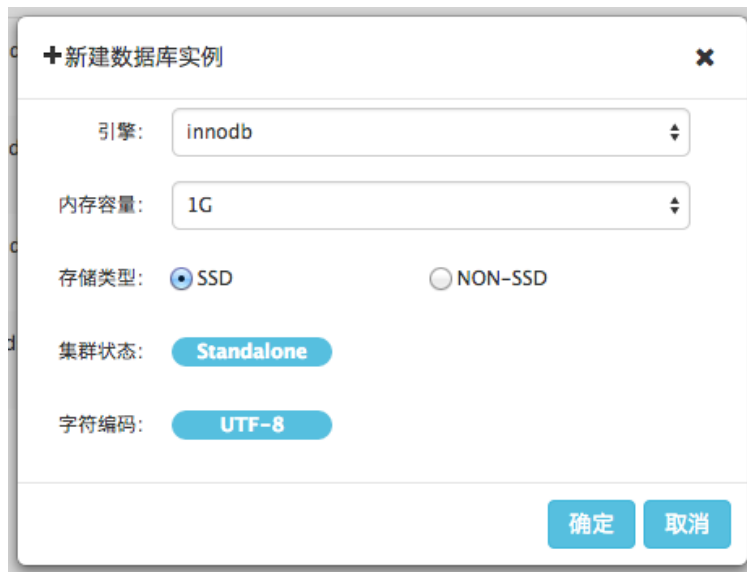 新建数据库实例
引擎: innodb
内存容量: 1G
存储类型: SSD NON-SSD
集群状态: Standalone
字符编码: UTF-8
确定 取消